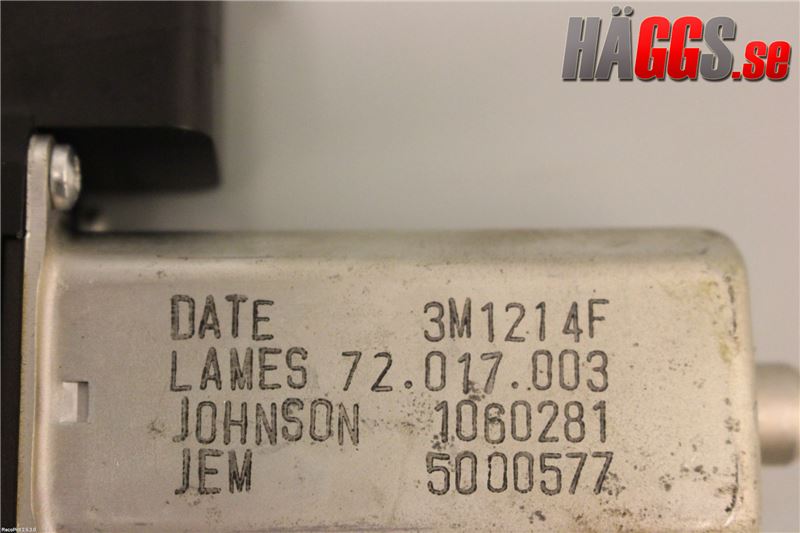 HÄGGS.se
DATE 3M1214F
LAMES 72.017.003
JOHNSON 1060281
JEM 5000577